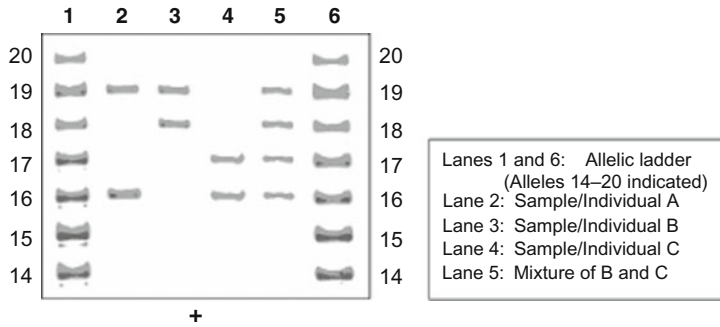 1 2 3 4 5 6
20 20
19 19
18 18
17 17
16 16
15 15
14 14
+
Lanes 1 and 6: Allelic ladder
(Alleles 14–20 indicated)
Lane 2: Sample/Individual A
Lane 3: Sample/Individual B
Lane 4: Sample/Individual C
Lane 5: Mixture of B and C